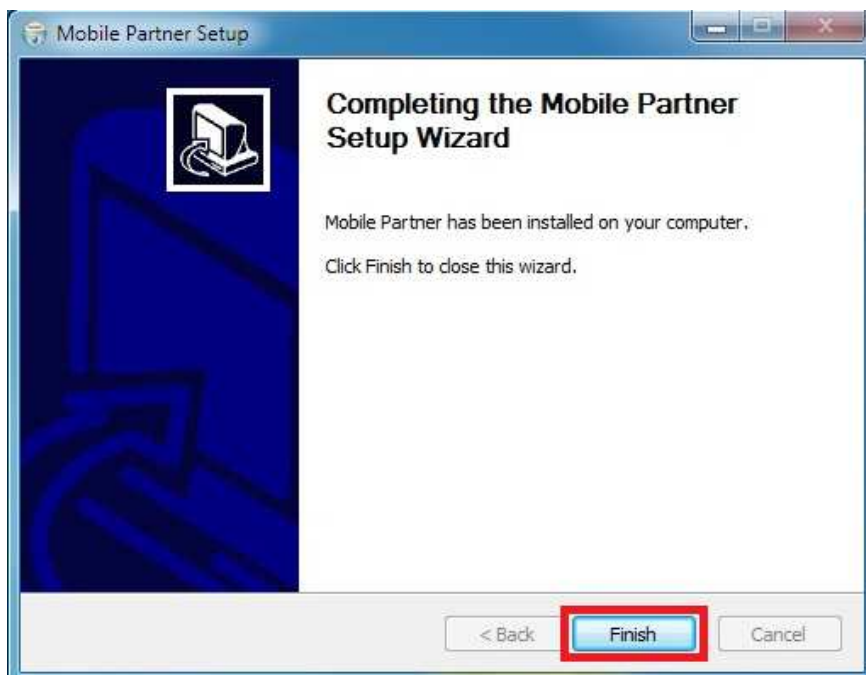 Mobile Partner Setup
Completing the Mobile Partner
Setup Wizard
Mobile Partner has been installed on your computer.
Click Finish to close this wizard.
< Back Finish Cancel